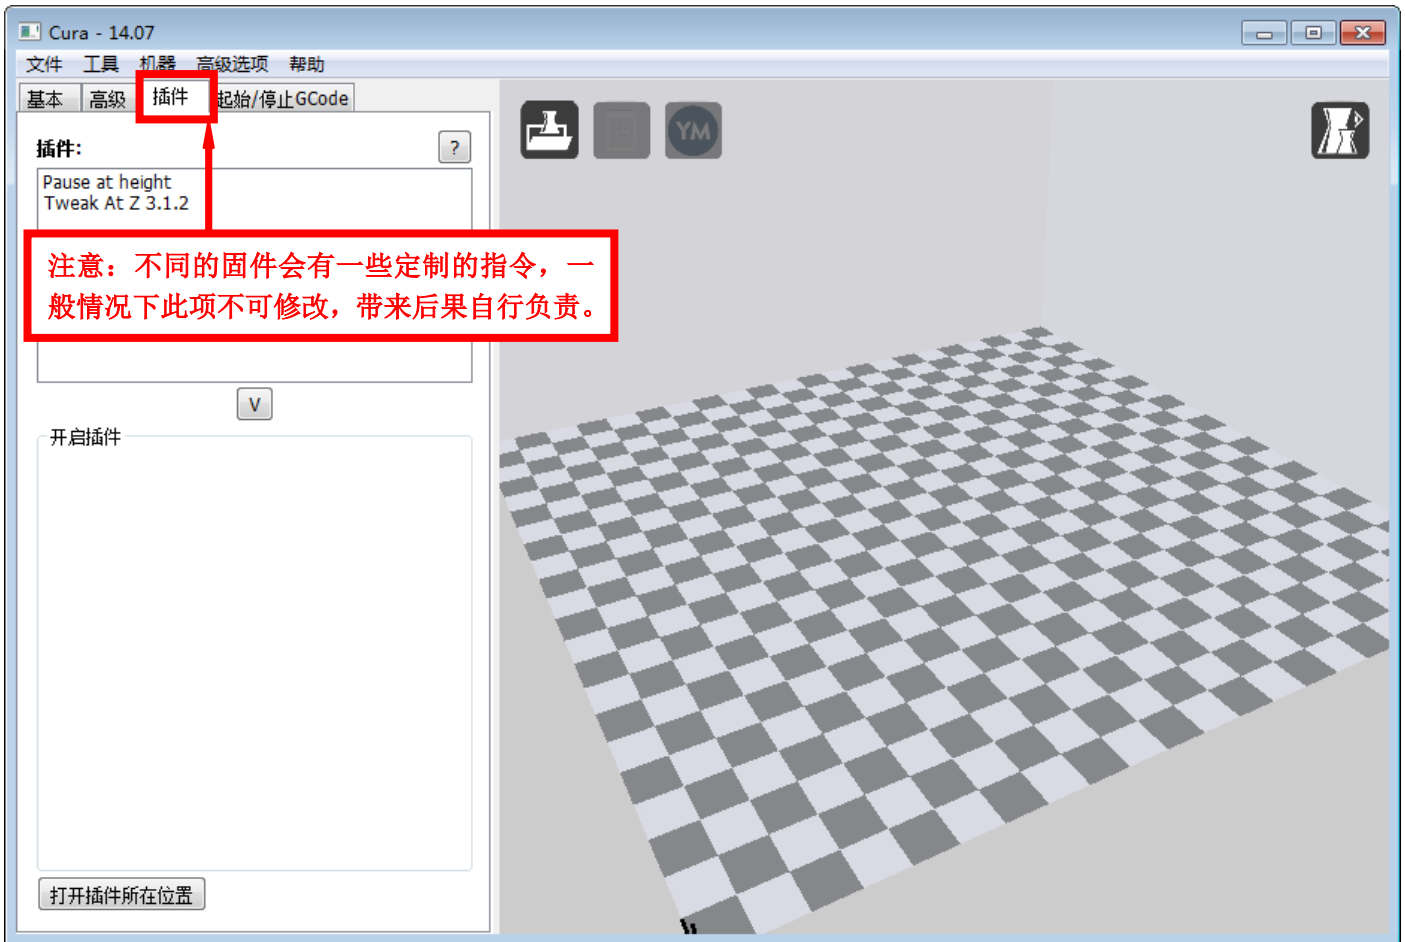 Cura - 14.07
文件 工具 机器 高级选项 帮助
基本 高级 插件 起始/停止GCode
插件: ?
Pause at height
Tweak At Z 3.1.2
注意：不同的固件会有一些定制的指令，一
般情况下此项不可修改，带来后果自行负责。
V
开启插件
打开插件所在位置
YM